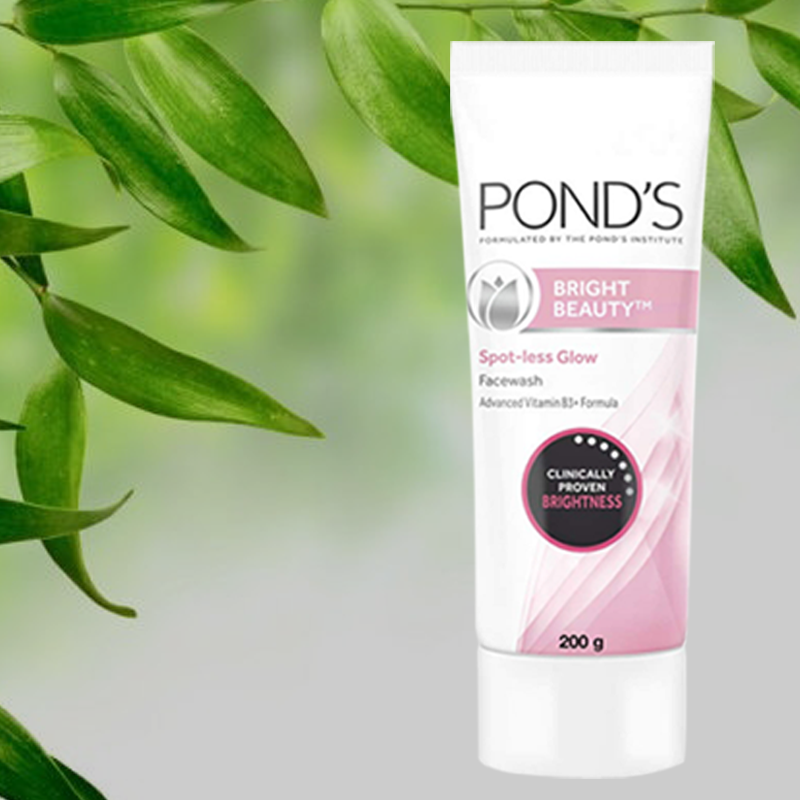 POND'S
FORMULATED BY THE POND'S INSTITUTE
BRIGHT
BEAUTY™
Spot-less Glow
Facewash
Advanced Vitamin B3+ Formula
CLINICALLY
PROVEN
BRIGHTNESS
200 g